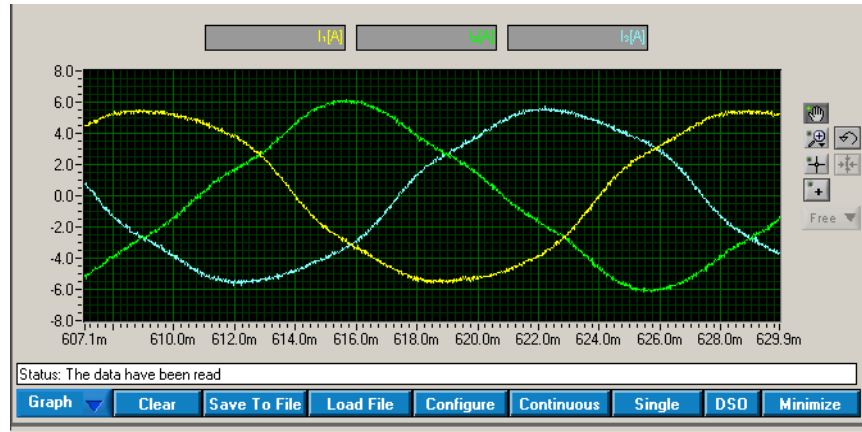 I₁[A] I₂[A] I₃[A]
8.0
6.0
4.0
2.0
0.0
-2.0
-4.0
-6.0
-8.0
607.1m 610.0m 612.0m 614.0m 616.0m 618.0m 620.0m 622.0m 624.0m 626.0m 628.0m 629.9m
Free
Status: The data have been read
Graph Clear Save To File Load File Configure Continuous Single DSO Minimize